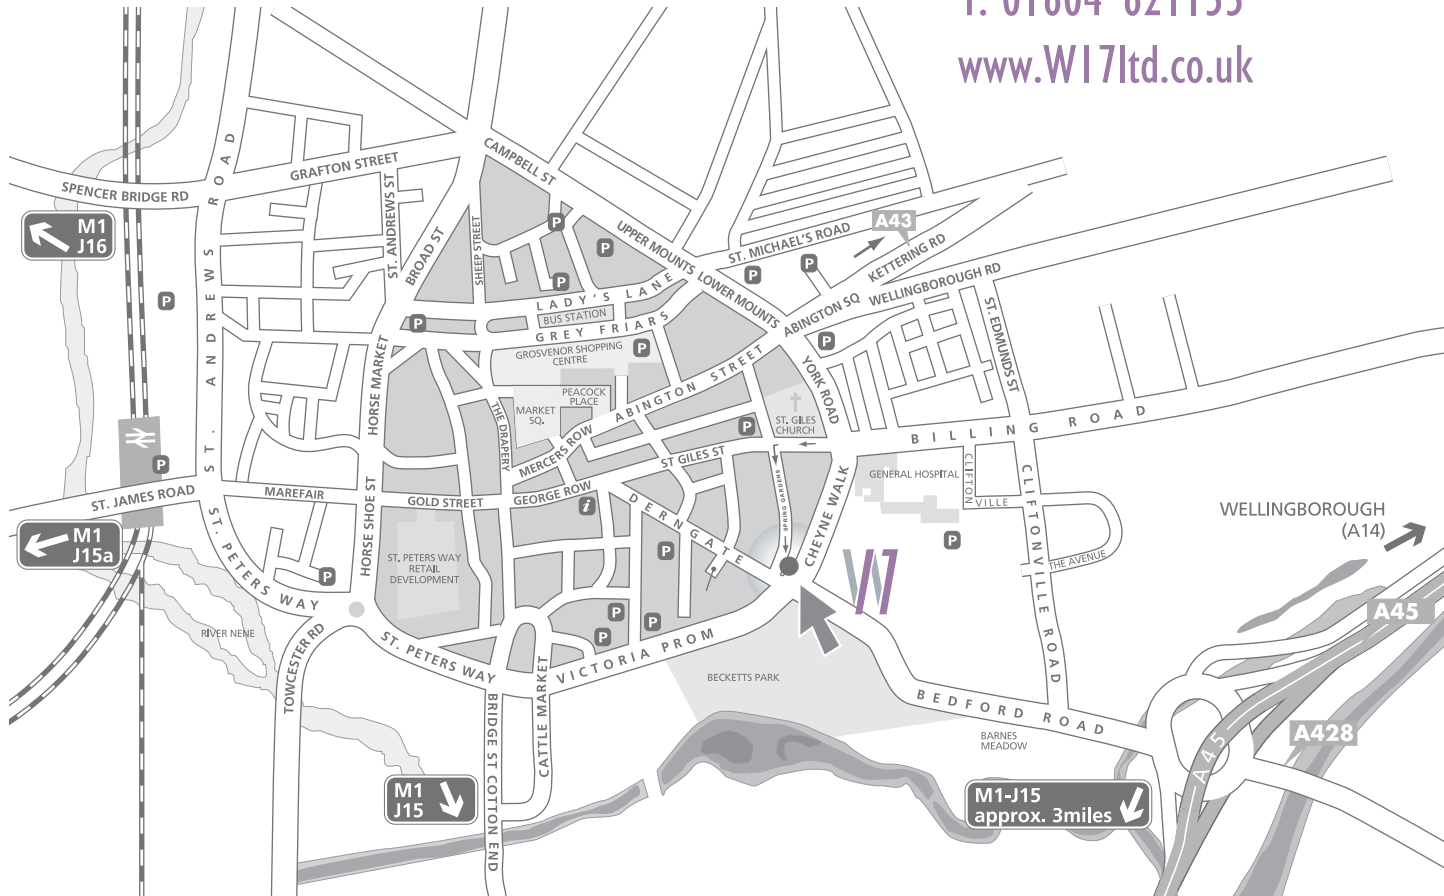 T: 01604 621155
www.W17ltd.co.uk
CAMPBELL ST
GRAFTON STREET
SPENCER BRIDGE RD
ST. ANDREWS ROAD
ST. ANDREWS ST
BROAD ST
SHEEP STREET
UPPER MOUNTS
LOWER MOUNTS
ST. MICHAEL'S ROAD
A43
KETTERING RD
WELLINGBOROUGH RD
ABINGTON SQ
M1
J16
P
P
P
P
P
P
P
P
LADY'S LANE
BUS STATION
GREY FRIARS
GROSVENOR SHOPPING
CENTRE
P
P
HORSE MARKET
THE DRAPERY
MARKET
SQ.
PEACOCK
PLACE
MERCERS ROW
ABINGTON STREET
YORK ROAD
ST. EDMUNDS ST
ST. GILES
CHURCH
P
BILLING ROAD
P
ST. JAMES ROAD
MAREFAIR
GOLD STREET
GEORGE ROW
ST GILES ST
i
DERNGATE
SPRING GARDENS
CHEYNE WALK
GENERAL HOSPITAL
CLIFTON
VILLE
CLIFTONVILLE ROAD
THE AVENUE
WELLINGBOROUGH
(A14)
M1
J15a
ST. PETERS WAY
HORSE SHOE ST
ST. PETERS WAY
RETAIL
DEVELOPMENT
P
P
P
P
P
P
W17
RIVER NENE
TOWCESTER RD
ST. PETERS WAY
VICTORIA PROM
BECKETTS PARK
BEDFORD ROAD
BARNES
MEADOW
A45
A428
A45
BRIDGE ST
COTTON END
CATTLE MARKET
M1
J15
M1-J15
approx. 3miles